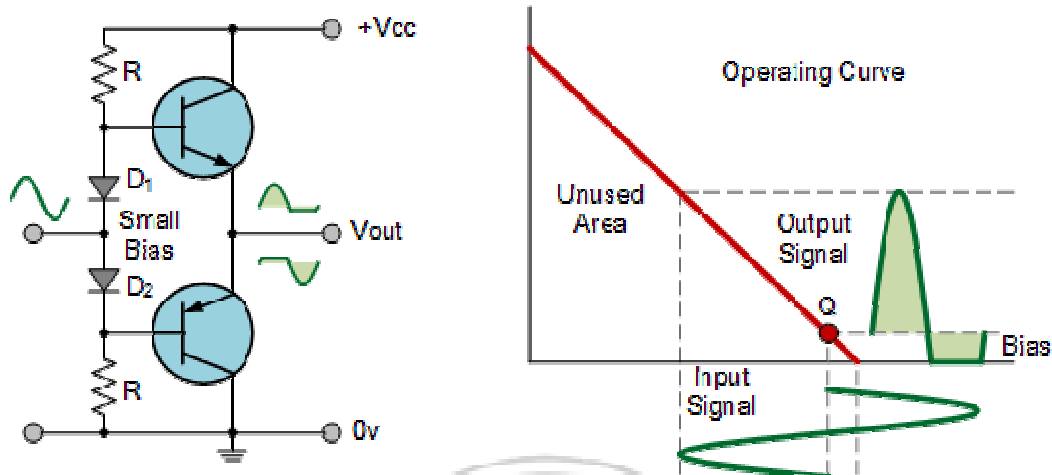 +Vcc
R
D₁
Small
Bias
Vout
D₂
R
0v
Operating Curve
Unused
Area
Output
Signal
Q
Bias
Input
Signal